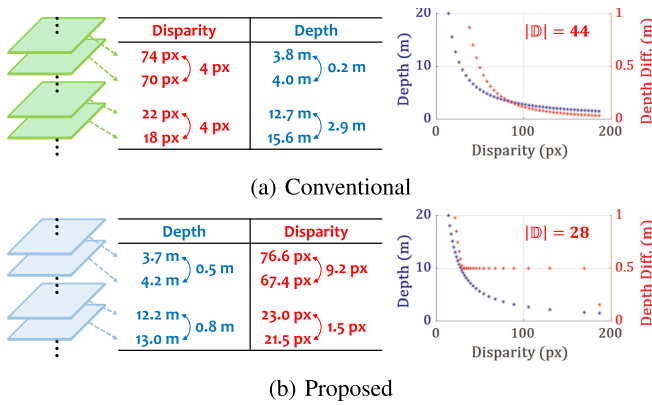 Disparity Depth
74 px 3.8 m
4 px 0.2 m
70 px 4.0 m
22 px 12.7 m
4 px 2.9 m
18 px 15.6 m
20 1
|𝔻| = 44
Depth (m) 10 0.5 Depth Diff. (m)
0 0
0 100 200
Disparity (px)
(a) Conventional
Depth Disparity
3.7 m 76.6 px
0.5 m 9.2 px
4.2 m 67.4 px
12.2 m 23.0 px
0.8 m 1.5 px
13.0 m 21.5 px
20 1
|𝔻| = 28
Depth (m) 10 0.5 Depth Diff. (m)
0 0
0 100 200
Disparity (px)
(b) Proposed